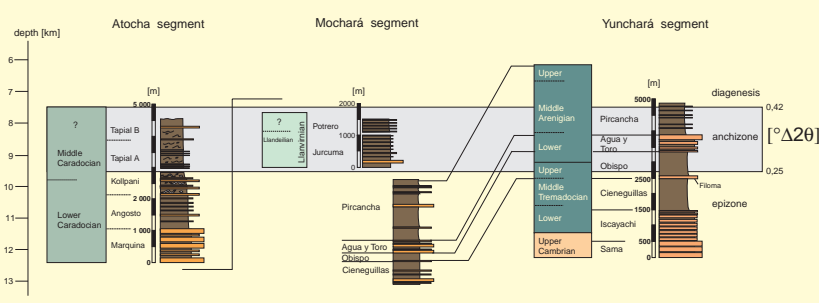 Atocha segment
Mochará segment
Yunchará segment
depth [km]
6
7
8
9
10
11
12
13
?
Middle
Caradocian
Lower
Caradocian
Tapial B
Tapial A
Kollpani
Angosto
Marquina
[m]
5 000
2 000
1 000
0
?
Llandeilian
Llanvirnian
Potrero
Jurcuma
[m]
2000
1000
0
Pircancha
Agua y Toro
Obispo
Cieneguillas
Upper
Middle
Arenigian
Lower
Upper
Middle
Tremadocian
Lower
Upper
Cambrian
Pircancha
Agua y
Toro
Obispo
Cieneguillas
Iscayachi
Sama
[m]
5000
2500
1500
500
0
Filoma
diagenesis
0,42
anchizone
[°Δ2θ]
0,25
epizone